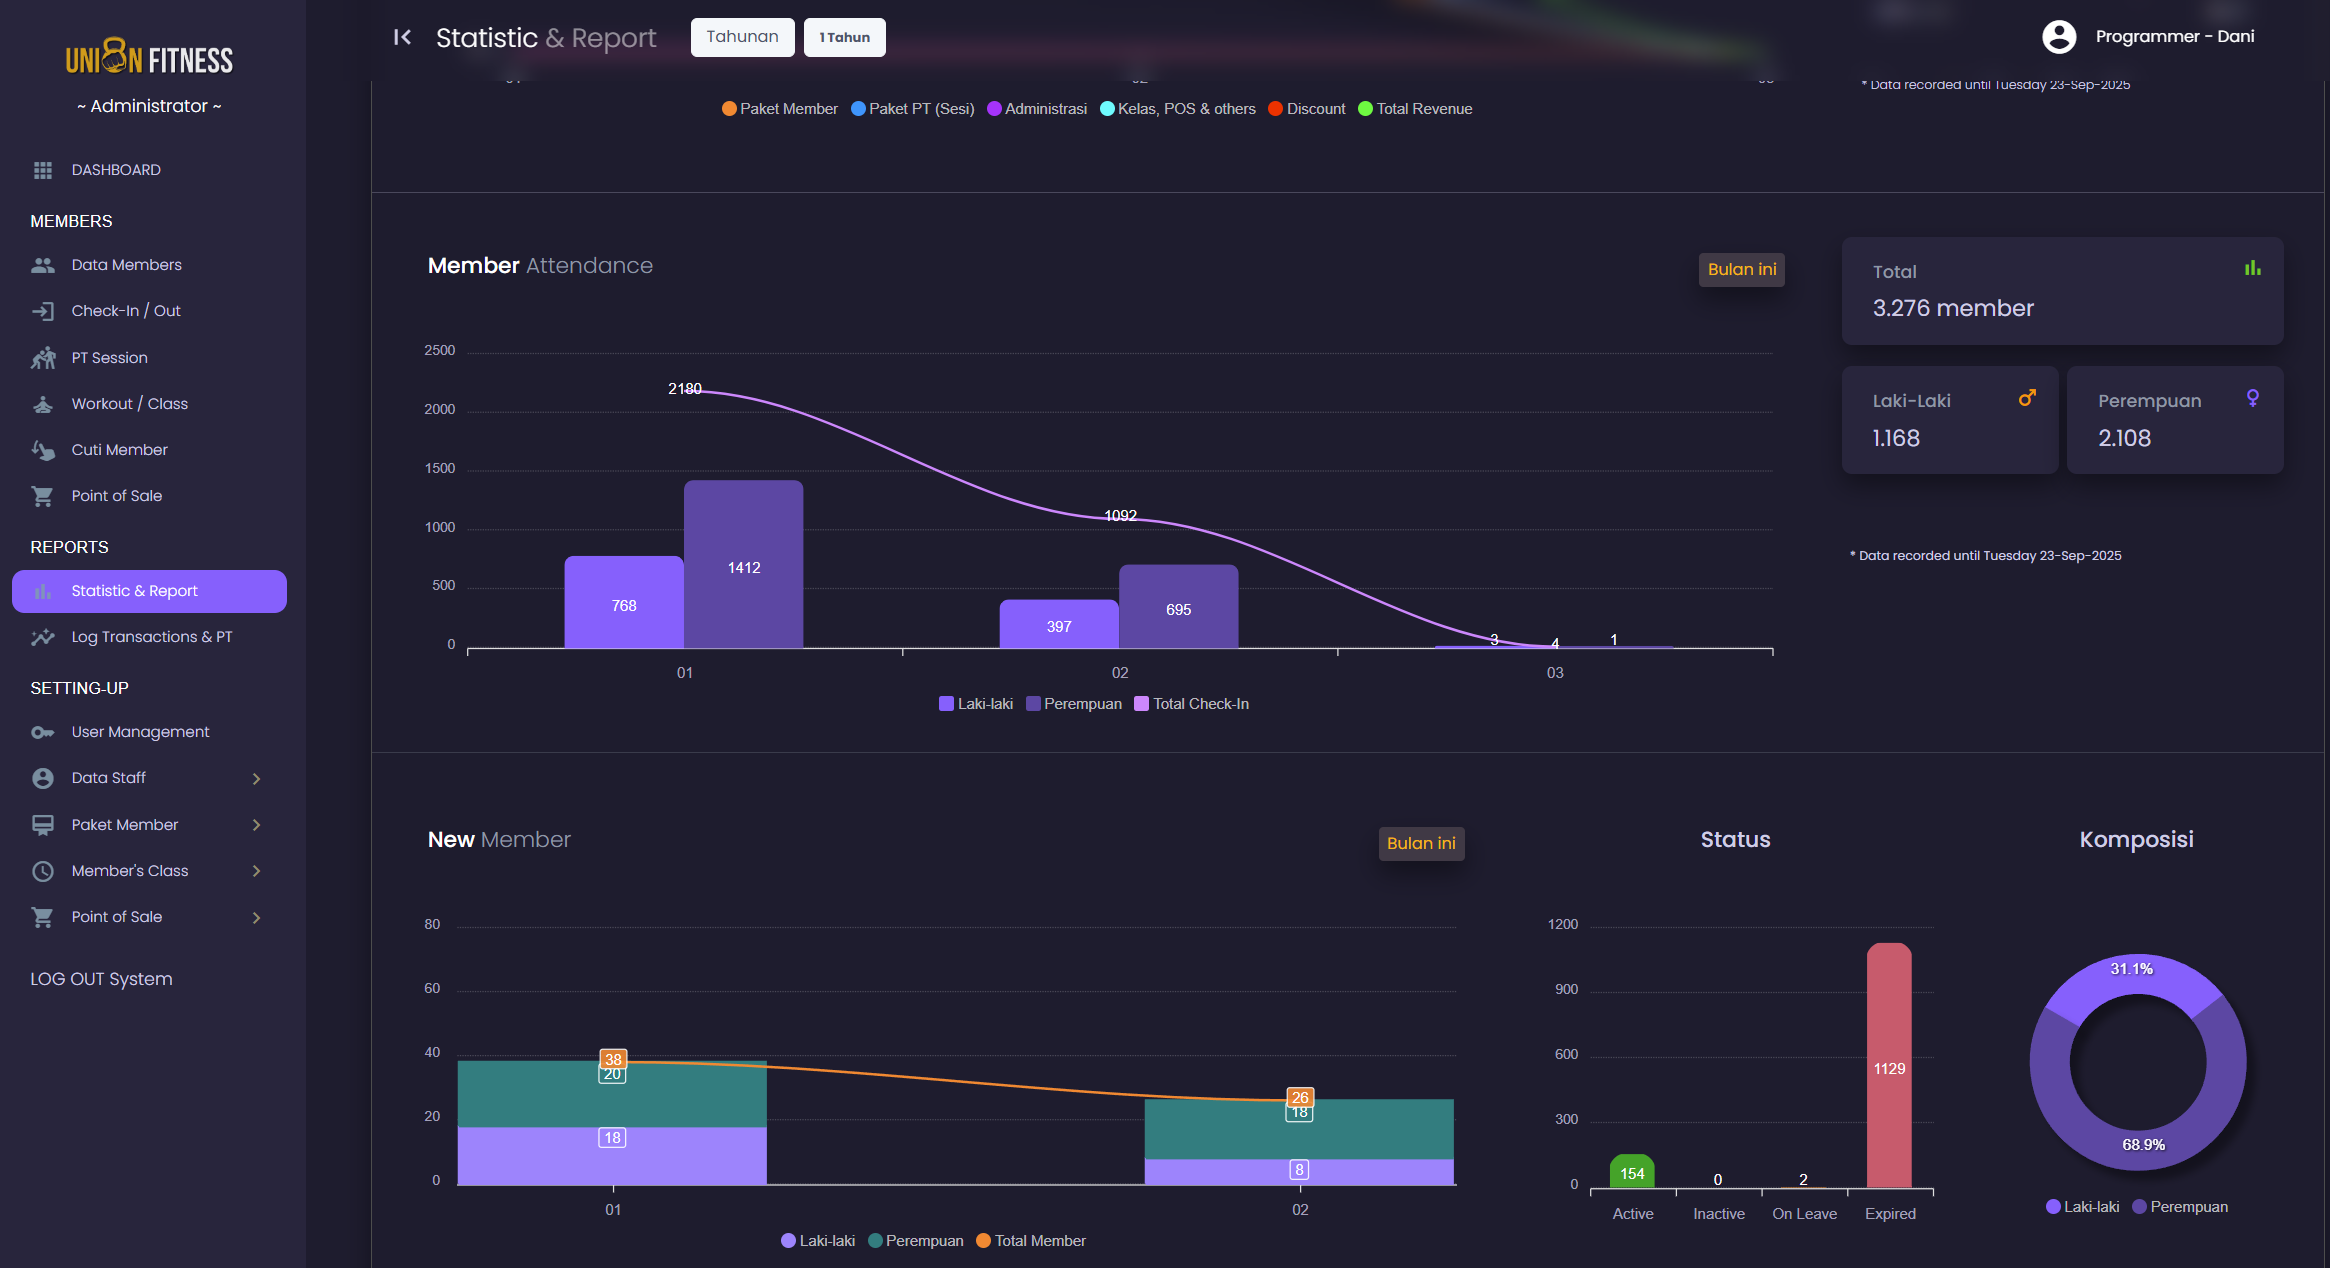 UNION FITNESS
~ Administrator ~
DASHBOARD
MEMBERS
Data Members
Check-In / Out
PT Session
Workout / Class
Cuti Member
Point of Sale
REPORTS
Statistic & Report
Log Transactions & PT
SETTING-UP
User Management
Data Staff
Paket Member
Member's Class
Point of Sale
LOG OUT System
Statistic & Report
Tahunan
1 Tahun
Programmer - Dani
* Data recorded until Tuesday 23-Sep-2025
Paket Member Paket PT (Sesi) Administrasi Kelas, POS & others Discount Total Revenue
Member Attendance
Bulan ini
2500
2000
1500
1000
500
0
2180
1092
4
768
1412
397
695
3
1
01 02 03
Laki-laki Perempuan Total Check-In
Total
3.276 member
Laki-Laki
1.168
Perempuan
2.108
* Data recorded until Tuesday 23-Sep-2025
New Member
Bulan ini
80
60
40
20
0
38
20
18
26
18
8
01 02
Laki-laki Perempuan Total Member
Status
1200
900
600
300
0
154
0
2
1129
Active Inactive On Leave Expired
Komposisi
31.1%
68.9%
Laki-laki Perempuan